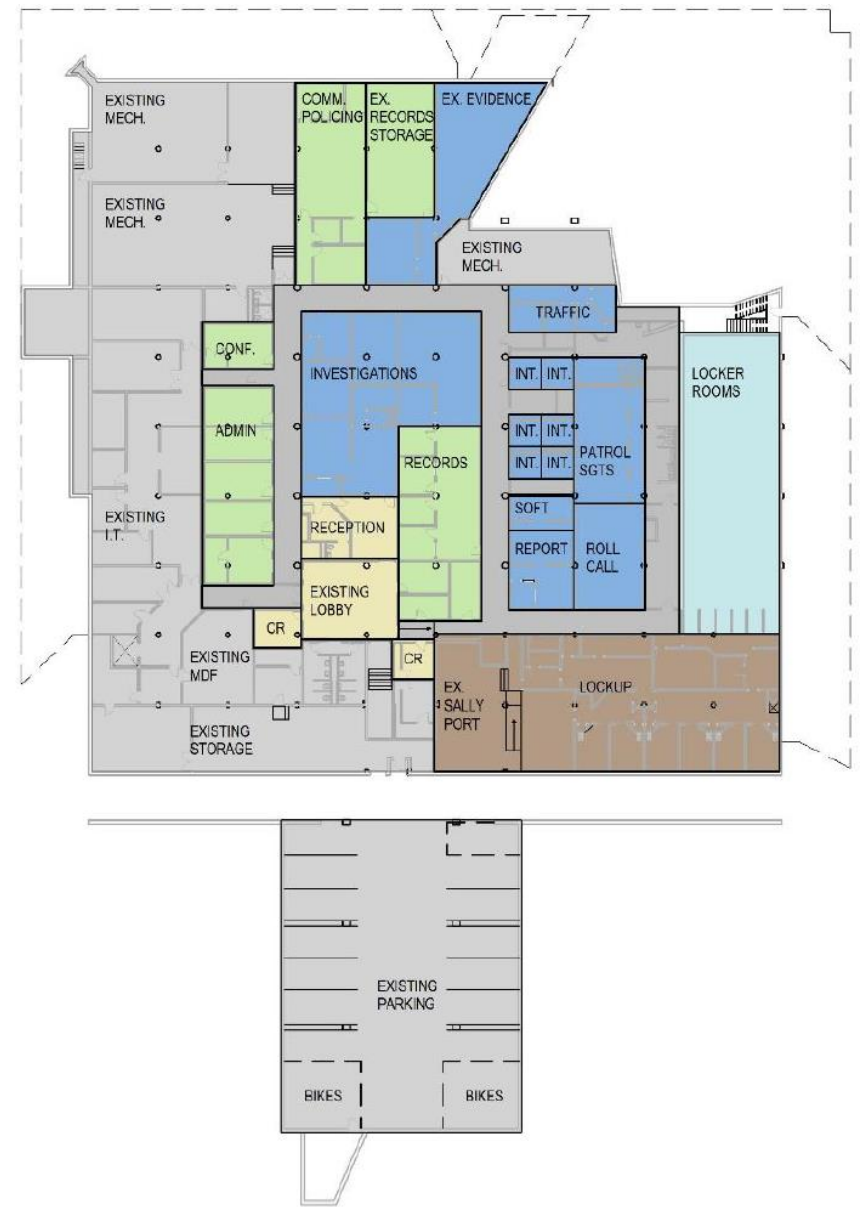 EXISTING
MECH.
COMM.
POLICING
EX.
RECORDS
STORAGE
EX. EVIDENCE
EXISTING
MECH.
EXISTING
MECH.
TRAFFIC
CONF.
INVESTIGATIONS
INT. INT.
LOCKER
ROOMS
ADMIN
INT. INT.
RECORDS
PATROL
SGTS
INT. INT.
EXISTING
I.T.
RECEPTION
SOFT
REPORT
ROLL
CALL
EXISTING
LOBBY
CR
EXISTING
MDF
CR
EX.
SALLY
PORT
LOCKUP
EXISTING
STORAGE
EXISTING
PARKING
BIKES
BIKES